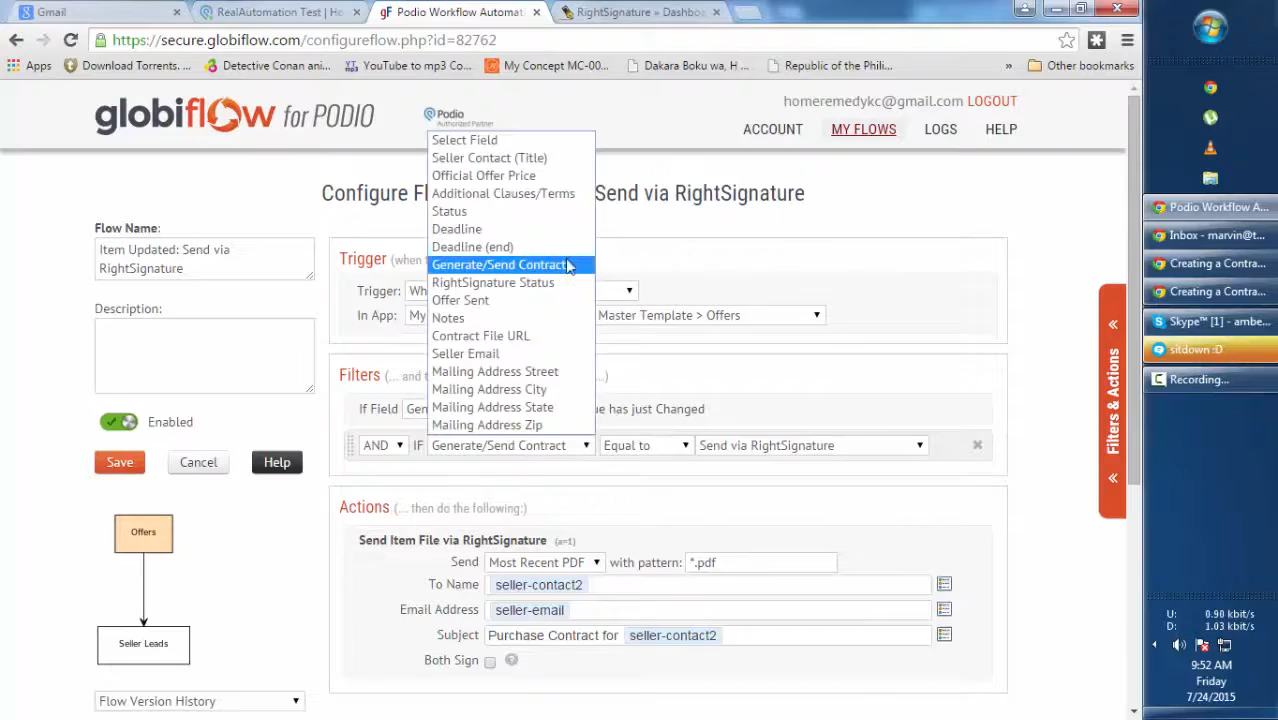 Gmail
RealAutomation Test | Ho
Podio Workflow Automat
RightSignature » Dashbo
https://secure.globiflow.com/configureflow.php?id=82762
Apps
Download Torrents. ...
Detective Conan ani...
YouTube to mp3 Co...
My Concept MC-00...
Dakara Boku wa, H ...
Republic of the Phili...
»
Other bookmarks
globiflow for PODIO
Podio
Authorized Partner
homeremedykc@gmail.com LOGOUT
ACCOUNT
MY FLOWS
LOGS
HELP
Select Field
Seller Contact (Title)
Official Offer Price
Additional Clauses/Terms
Status
Deadline
Deadline (end)
Generate/Send Contract
RightSignature Status
Offer Sent
Notes
Contract File URL
Seller Email
Mailing Address Street
Mailing Address City
Mailing Address State
Mailing Address Zip
Configure Fl
Send via RightSignature
Flow Name:
Item Updated: Send via
RightSignature
Description:
Enabled
Save
Cancel
Help
Offers
Seller Leads
Flow Version History
Trigger (when t
Trigger: Wh
In App: My
Master Template > Offers
Filters (... and t
...)
If Field Gen
ue has just Changed
AND IF Generate/Send Contract Equal to Send via RightSignature
Actions (... then do the following:)
Send Item File via RightSignature (a=1)
Send Most Recent PDF with pattern: *.pdf
To Name seller-contact2
Email Address seller-email
Subject Purchase Contract for seller-contact2
Both Sign
Filters & Actions
Podio Workflow A...
Inbox - marvin@t...
Creating a Contra...
Creating a Contra...
Skype™ [1] - ambe...
sitdown :D
Recording...
U: 0.90 kbit/s
D: 1.03 kbit/s
9:52 AM
Friday
7/24/2015